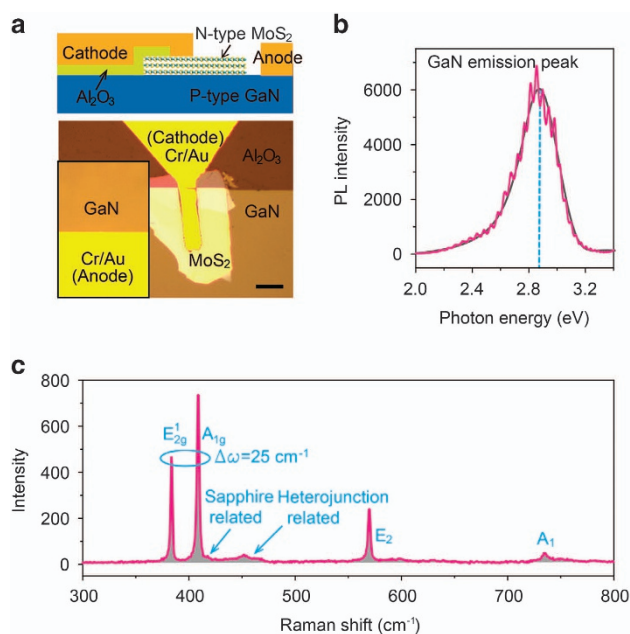 a
N-type MoS₂
Cathode
Anode
Al₂O₃
P-type GaN
(Cathode)
Cr/Au
Al₂O₃
GaN
GaN
Cr/Au
(Anode)
MoS₂
b
GaN emission peak
PL intensity
6000
4000
2000
0
2.0
2.4
2.8
3.2
Photon energy (eV)
c
Intensity
800
600
400
200
0
E¹₂g
A₁g
Δω=25 cm⁻¹
Sapphire
related
Heterojunction
related
E₂
A₁
300
400
500
600
700
800
Raman shift (cm⁻¹)